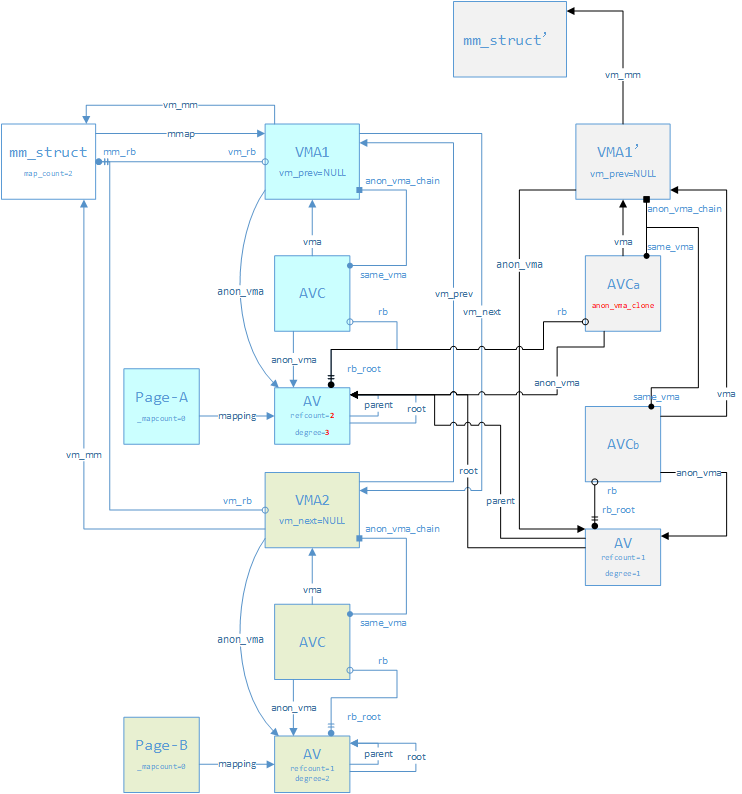 mm_struct’
vm_mm
vm_mm
mmap
mm_struct
map_count=2
mm_rb
vm_rb
VMA1
vm_prev=NULL
anon_vma_chain
VMA1’
vm_prev=NULL
anon_vma_chain
vma
same_vma
vma
same_vma
anon_vma
anon_vma
AVC
vm_prev
vm_next
AVCa
anon_vma_clone
rb
rb
anon_vma
rb_root
anon_vma
Page-A
_mapcount=0
mapping
AV
refcount=2
degree=3
parent
root
same_vma
vma
AVCb
vm_mm
root
anon_vma
vm_rb
VMA2
vm_next=NULL
parent
rb
rb_root
anon_vma_chain
AV
refcount=1
degree=1
vma
same_vma
anon_vma
AVC
rb
anon_vma
rb_root
Page-B
_mapcount=0
mapping
AV
refcount=1
degree=2
parent
root